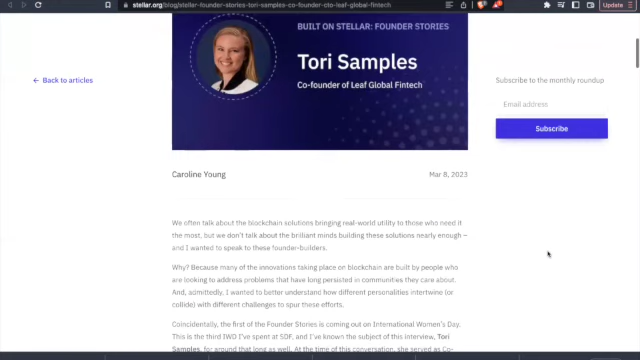 stellar.org/blog/stellar-founder-stories-tori-samples-co-founder-cto-leaf-global-fintech
Update
BUILT ON STELLAR: FOUNDER STORIES
Tori Samples
Co-founder of Leaf Global Fintech
← Back to articles
Subscribe to the monthly roundup
Email address
Subscribe
Caroline Young
Mar 8, 2023
We often talk about the blockchain solutions bringing real-world utility to those who need it
the most, but we don't talk about the brilliant minds building these solutions nearly enough –
and I wanted to speak to these founder-builders.
Why? Because many of the innovations taking place on blockchain are built by people who
are looking to address problems that have long persisted in communities they care about.
And, admittedly, I wanted to better understand how different personalities intertwine (or
collide) with different challenges to spur these efforts.
Coincidentally, the first of the Founder Stories is coming out on International Women's Day.
This is the third IWD I've spent at SDF, and I've known the subject of this interview, Tori
Samples, for around that long as well. At the time of this conversation, she served as Co-